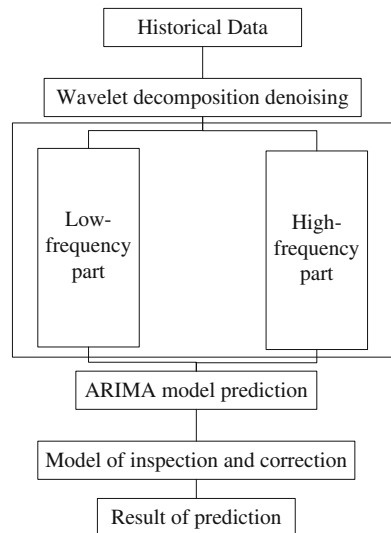 Historical Data
Wavelet decomposition denoising
Low-
frequency
part
High-
frequency
part
ARIMA model prediction
Model of inspection and correction
Result of prediction